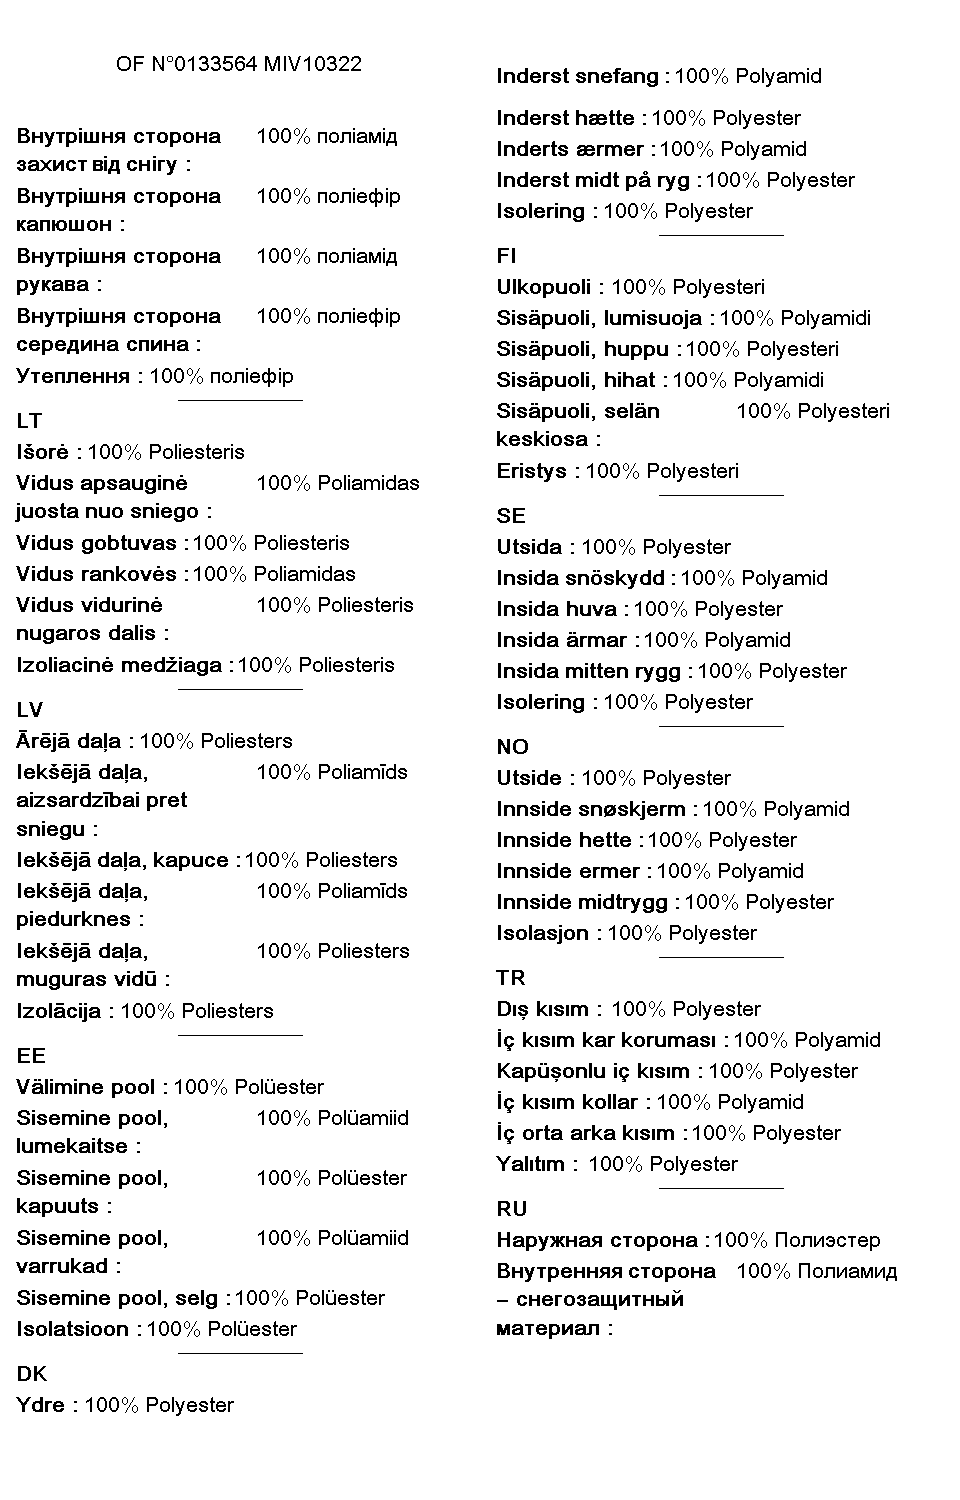 OF N°0133564 MIV10322
Внутрішня сторона 100% поліамід
захист від снігу :
Внутрішня сторона 100% поліефір
капюшон :
Внутрішня сторона 100% поліамід
рукава :
Внутрішня сторона 100% поліефір
середина спина :
Утеплення : 100% поліефір
LT
Išorė : 100% Poliesteris
Vidus apsauginė 100% Poliamidas
juosta nuo sniego :
Vidus gobtuvas : 100% Poliesteris
Vidus rankovės : 100% Poliamidas
Vidus vidurinė 100% Poliesteris
nugaros dalis :
Izoliacinė medžiaga : 100% Poliesteris
LV
Ārējā daļa : 100% Poliesters
Iekšējā daļa, 100% Poliamīds
aizsardzībai pret
sniegu :
Iekšējā daļa, kapuce : 100% Poliesters
Iekšējā daļa, 100% Poliamīds
piedurknes :
Iekšējā daļa, 100% Poliesters
muguras vidū :
Izolācija : 100% Poliesters
EE
Välimine pool : 100% Polüester
Sisemine pool, 100% Polüamiid
lumekaitse :
Sisemine pool, 100% Polüester
kapuuts :
Sisemine pool, 100% Polüamiid
varrukad :
Sisemine pool, selg : 100% Polüester
Isolatsioon : 100% Polüester
DK
Ydre : 100% Polyester
Inderst snefang : 100% Polyamid
Inderst hætte : 100% Polyester
Inderts ærmer : 100% Polyamid
Inderst midt på ryg : 100% Polyester
Isolering : 100% Polyester
FI
Ulkopuoli : 100% Polyesteri
Sisäpuoli, lumisuoja : 100% Polyamidi
Sisäpuoli, huppu : 100% Polyesteri
Sisäpuoli, hihat : 100% Polyamidi
Sisäpuoli, selän 100% Polyesteri
keskiosa :
Eristys : 100% Polyesteri
SE
Utsida : 100% Polyester
Insida snöskydd : 100% Polyamid
Insida huva : 100% Polyester
Insida ärmar : 100% Polyamid
Insida mitten rygg : 100% Polyester
Isolering : 100% Polyester
NO
Utside : 100% Polyester
Innside snøskjerm : 100% Polyamid
Innside hette : 100% Polyester
Innside ermer : 100% Polyamid
Innside midtrygg : 100% Polyester
Isolasjon : 100% Polyester
TR
Dış kısım : 100% Polyester
İç kısım kar koruması : 100% Polyamid
Kapüşonlu iç kısım : 100% Polyester
İç kısım kollar : 100% Polyamid
İç orta arka kısım : 100% Polyester
Yalıtım : 100% Polyester
RU
Наружная сторона : 100% Полиэстер
Внутренняя сторона 100% Полиамид
– снегозащитный
материал :